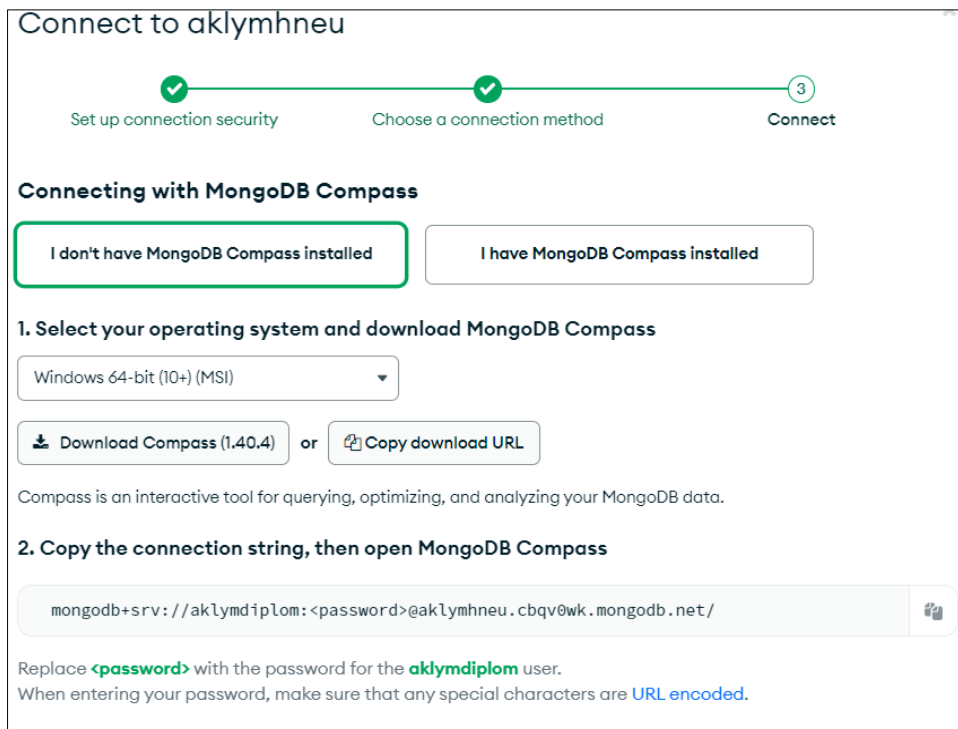 Connect to aklymhneu
3
Set up connection security
Choose a connection method
Connect
Connecting with MongoDB Compass
I don't have MongoDB Compass installed
I have MongoDB Compass installed
1. Select your operating system and download MongoDB Compass
Windows 64-bit (10+) (MSI)
Download Compass (1.40.4) or Copy download URL
Compass is an interactive tool for querying, optimizing, and analyzing your MongoDB data.
2. Copy the connection string, then open MongoDB Compass
mongodb+srv://aklymdiplom:<password>@aklymhneu.cbqv0wk.mongodb.net/
Replace <password> with the password for the aklymdiplom user.
When entering your password, make sure that any special characters are URL encoded.